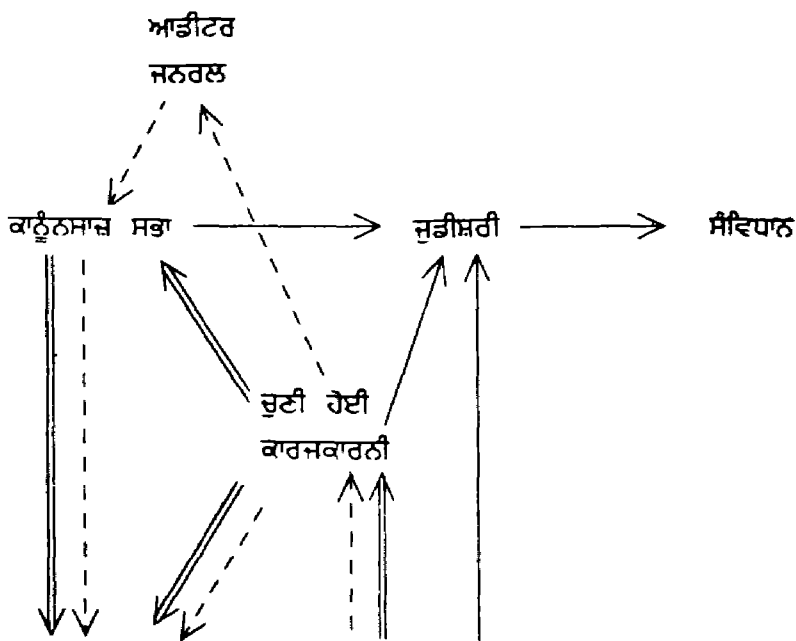 ਆਡੀਟਰ
ਜਨਰਲ
ਕਾਨੂੰਨਸਾਜ਼ ਸਭਾ
ਜੁਡੀਸ਼ਰੀ
ਸੰਵਿਧਾਨ
ਚੁਣੀ ਹੋਈ
ਕਾਰਜਕਾਰਨੀ